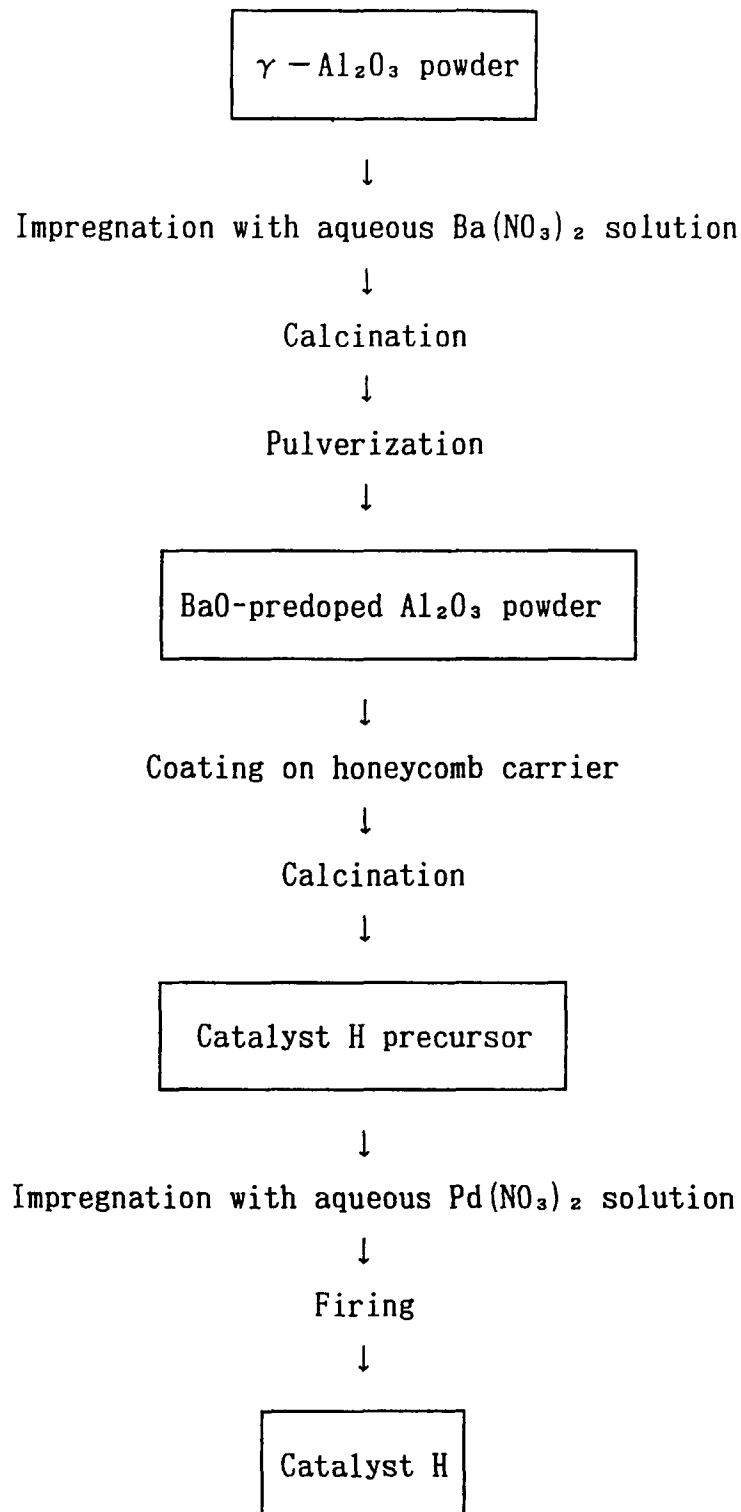 γ－Al₂O₃ powder
↓
Impregnation with aqueous Ba(NO₃)₂ solution
↓
Calcination
↓
Pulverization
↓
BaO-predoped Al₂O₃ powder
↓
Coating on honeycomb carrier
↓
Calcination
↓
Catalyst H precursor
↓
Impregnation with aqueous Pd(NO₃)₂ solution
↓
Firing
↓
Catalyst H